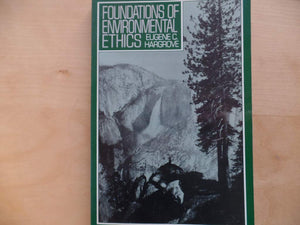 FOUNDATIONS OF
ENVIRONMENTAL
ETHICS EUGENE C.
HARGROVE